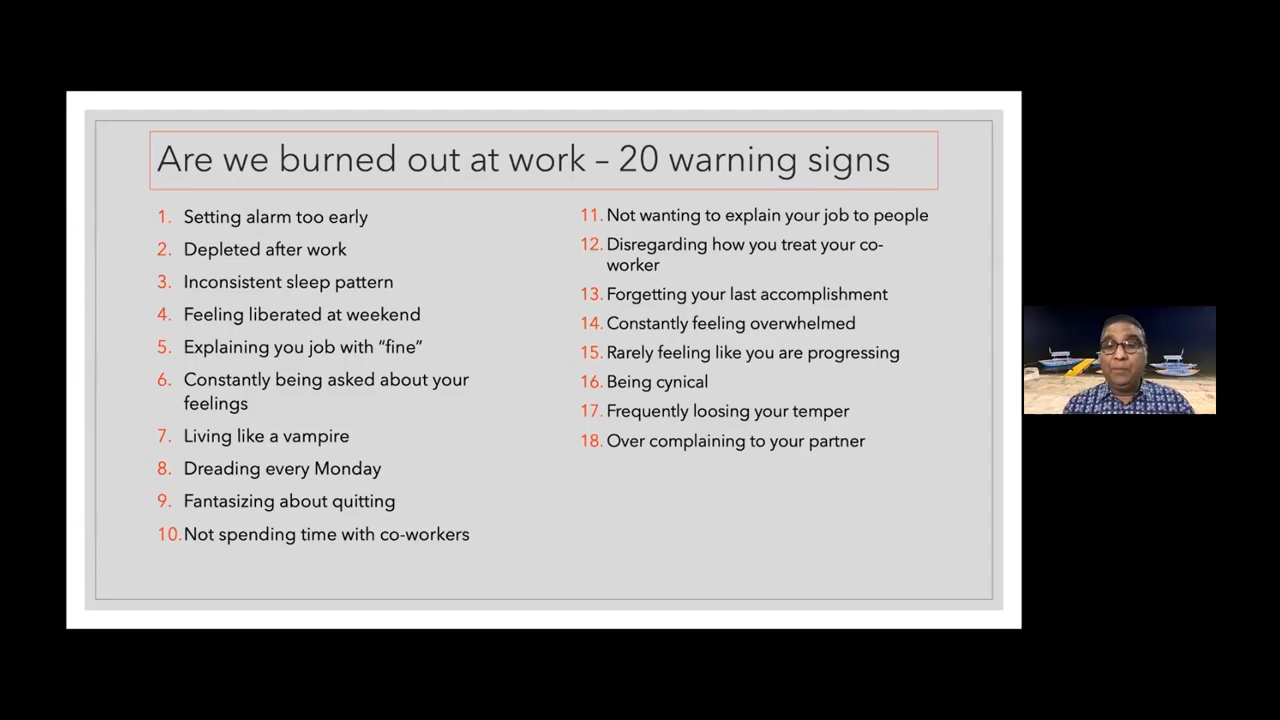 Are we burned out at work – 20 warning signs
1. Setting alarm too early
2. Depleted after work
3. Inconsistent sleep pattern
4. Feeling liberated at weekend
5. Explaining you job with “fine”
6. Constantly being asked about your
feelings
7. Living like a vampire
8. Dreading every Monday
9. Fantasizing about quitting
10. Not spending time with co-workers
11. Not wanting to explain your job to people
12. Disregarding how you treat your co-
worker
13. Forgetting your last accomplishment
14. Constantly feeling overwhelmed
15. Rarely feeling like you are progressing
16. Being cynical
17. Frequently loosing your temper
18. Over complaining to your partner